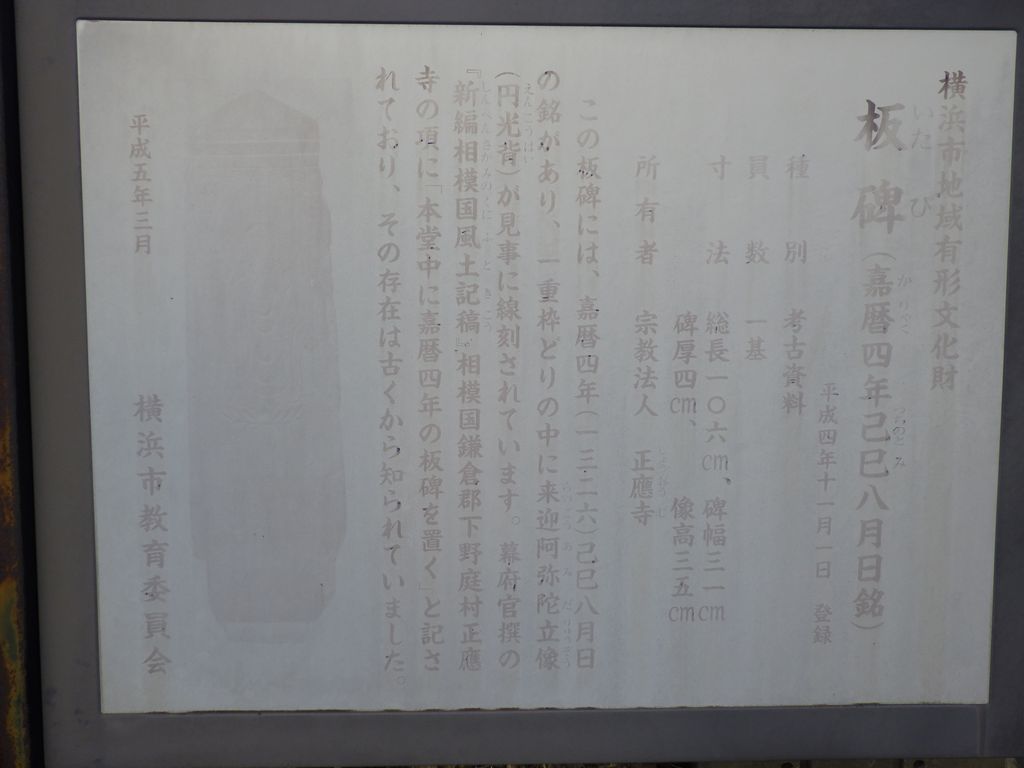 横浜市地域有形文化財
板碑（嘉暦四年己巳八月日銘）
平成四年十一月一日 登録
種別 考古資料
員数 一基
寸法 総長一〇六cm、碑幅三一cm
碑厚四cm、像高三五cm
所有者 宗教法人 正應寺
この板碑には、嘉暦四年（一三二六）己巳八月日
の銘があり、一重枠どりの中に来迎阿弥陀立像
（円光背）が見事に線刻されています。幕府官撰の
『新編相模国風土記稿』相模国鎌倉郡下野庭村正應
寺の項に「本堂中に嘉暦四年の板碑を置く」と記さ
れており、その存在は古くから知られていました。
平成五年三月
横浜市教育委員会